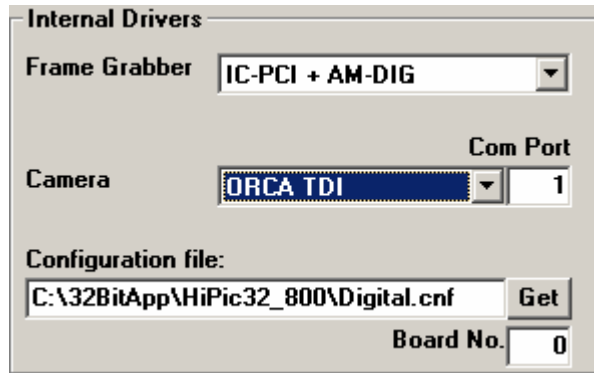 Internal Drivers
Frame Grabber IC-PCI + AM-DIG
Com Port
Camera ORCA TDI 1
Configuration file:
C:\32BitApp\HiPic32_800\Digital.cnf Get
Board No. 0